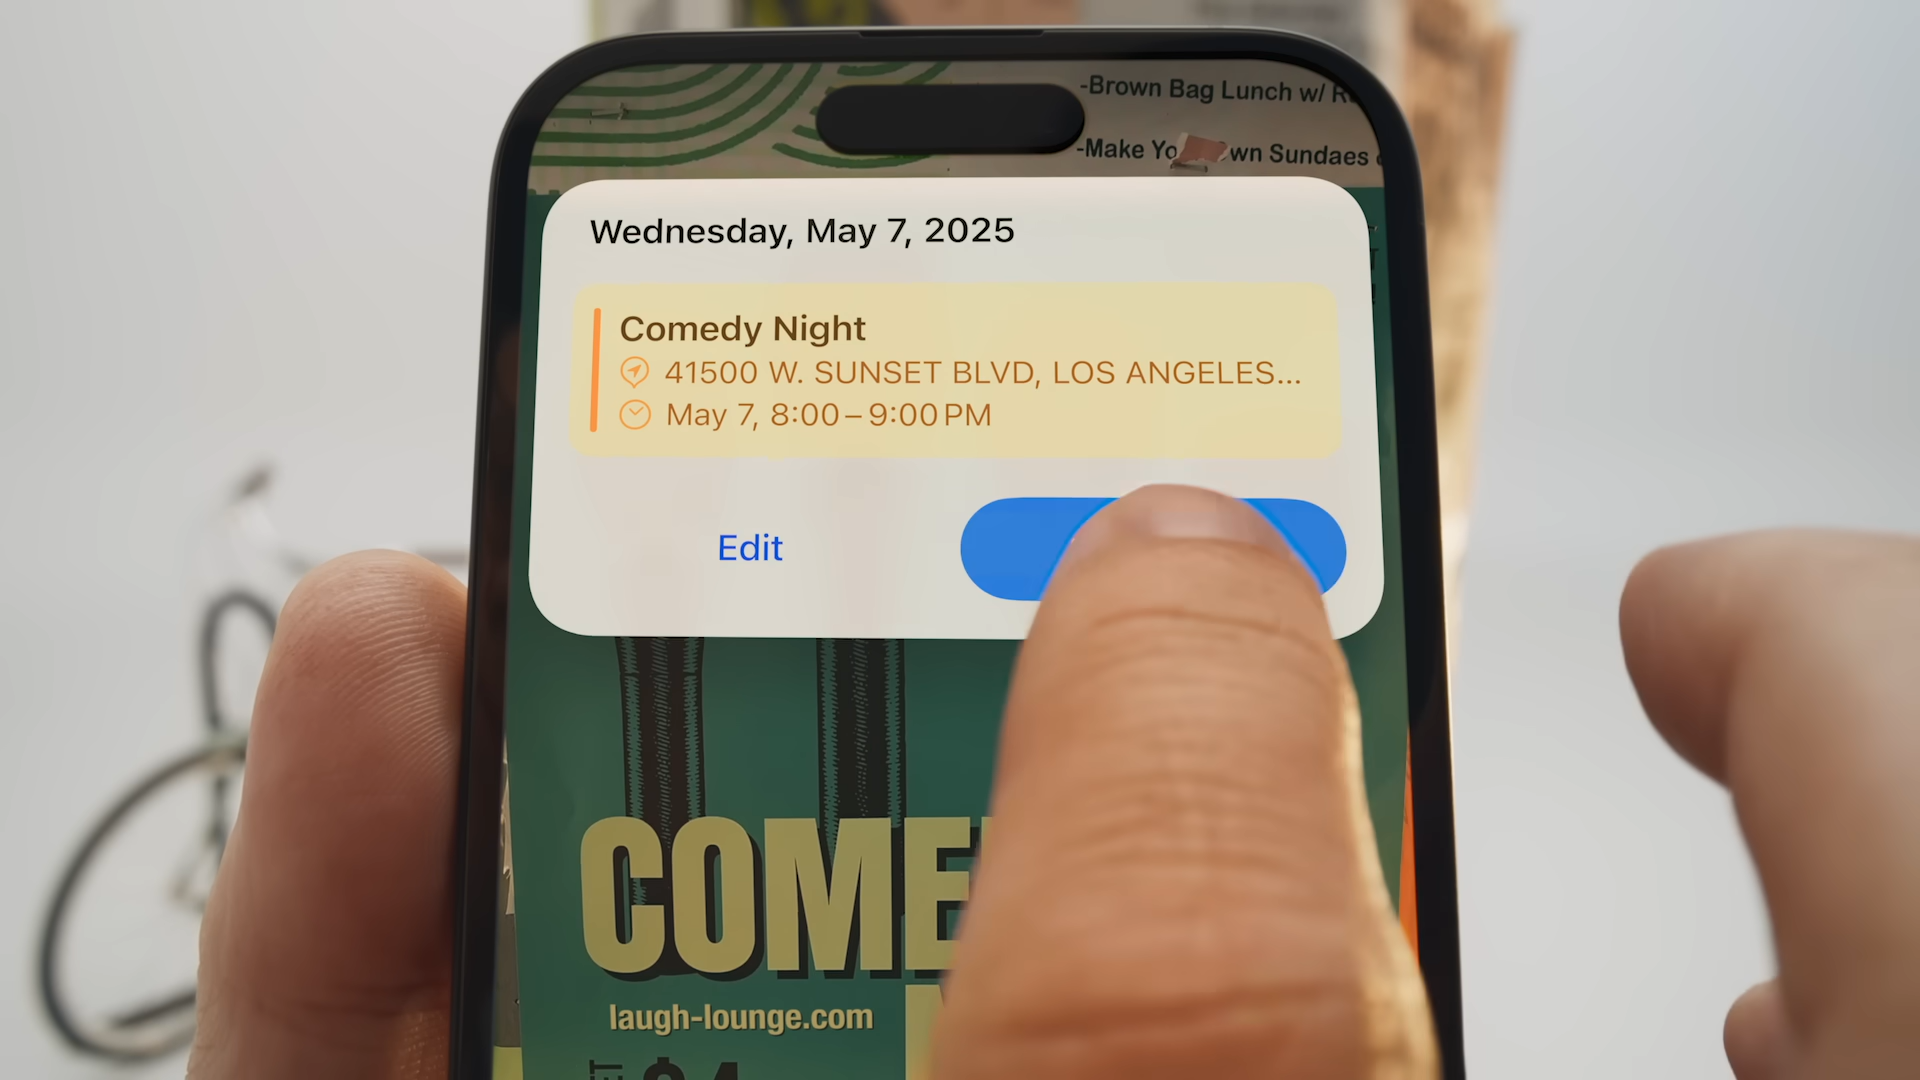 -Brown Bag Lunch w/
-Make Yo wn Sundaes
Wednesday, May 7, 2025
Comedy Night
41500 W. SUNSET BLVD, LOS ANGELES...
May 7, 8:00–9:00 PM
Edit
COME
laugh-lounge.com